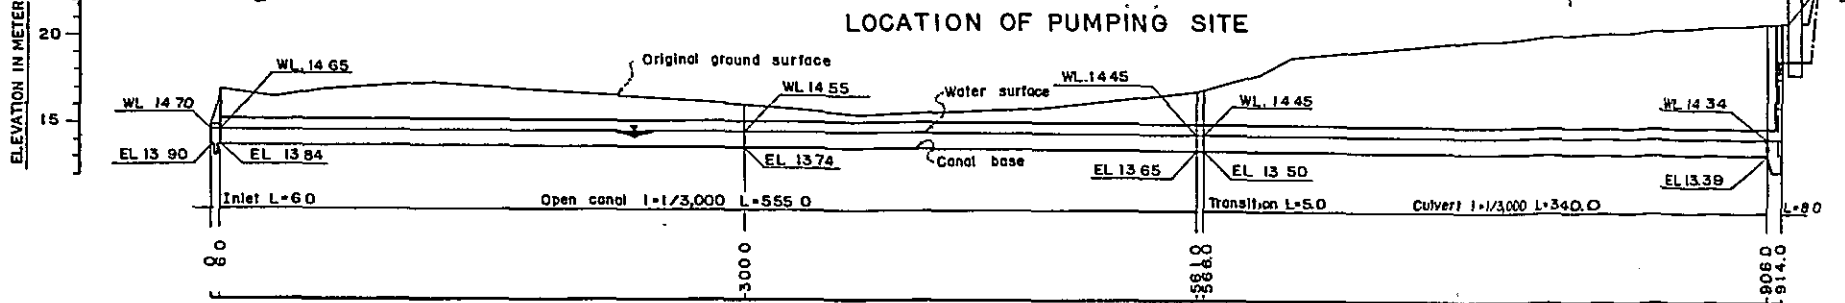 LOCATION OF PUMPING SITE
ELEVATION IN METER
20
15
Original ground surface
WL. 14 65
WL 14 70
WL 14 55
Water surface
WL. 14 45
WL. 14 45
WL 14 34
EL 13 90
EL 13 84
EL 13 74
Canal base
EL 13 65
EL 13 50
EL 13.39
Inlet L=6 0
Open canal I=1/3,000 L=555 0
Transition L=5.0
Culvert I=1/3,000 L=340.0
L=8 0
0
6 0
300 0
561.0
566.0
906.0
914.0